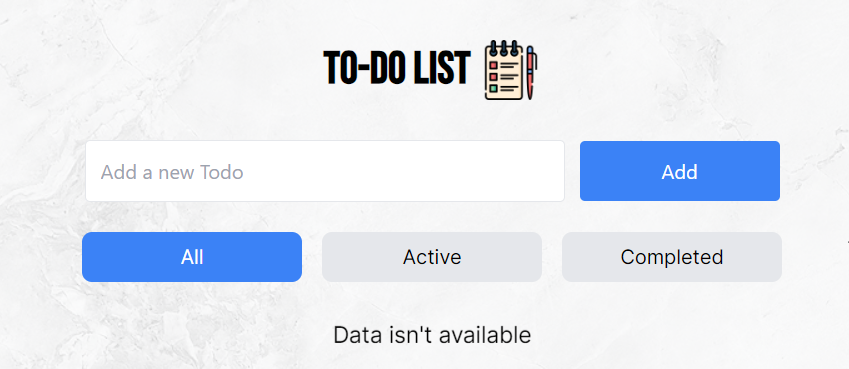 TO-DO LIST
Add a new Todo
Add
All
Active
Completed
Data isn't available